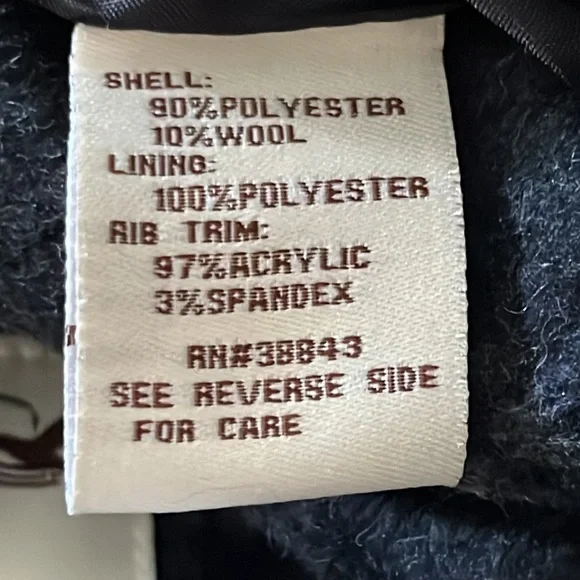 SHELL:
90%POLYESTER
10%WOOL
LINING:
100%POLYESTER
RIB TRIM:
97%ACRYLIC
3%SPANDEX
RN#38843
SEE REVERSE SIDE
FOR CARE